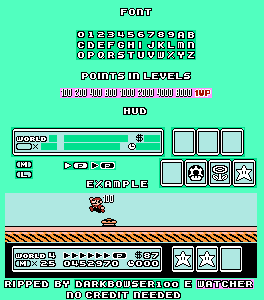 FONT
0123456789AB
CDEFGHIJKLMN
OPQRSTUVWXYZ
POINTS IN LEVELS
100 200 400 800 1000 2000 4000 8000 1UP
HUD
WORLD $
×
(M) P P
(L)
EXAMPLE
100
WORLD 4 P $87
(M)× 25 0452970 000
RIPPED BY DARKBOWSER100 E WATCHER
NO CREDIT NEEDED